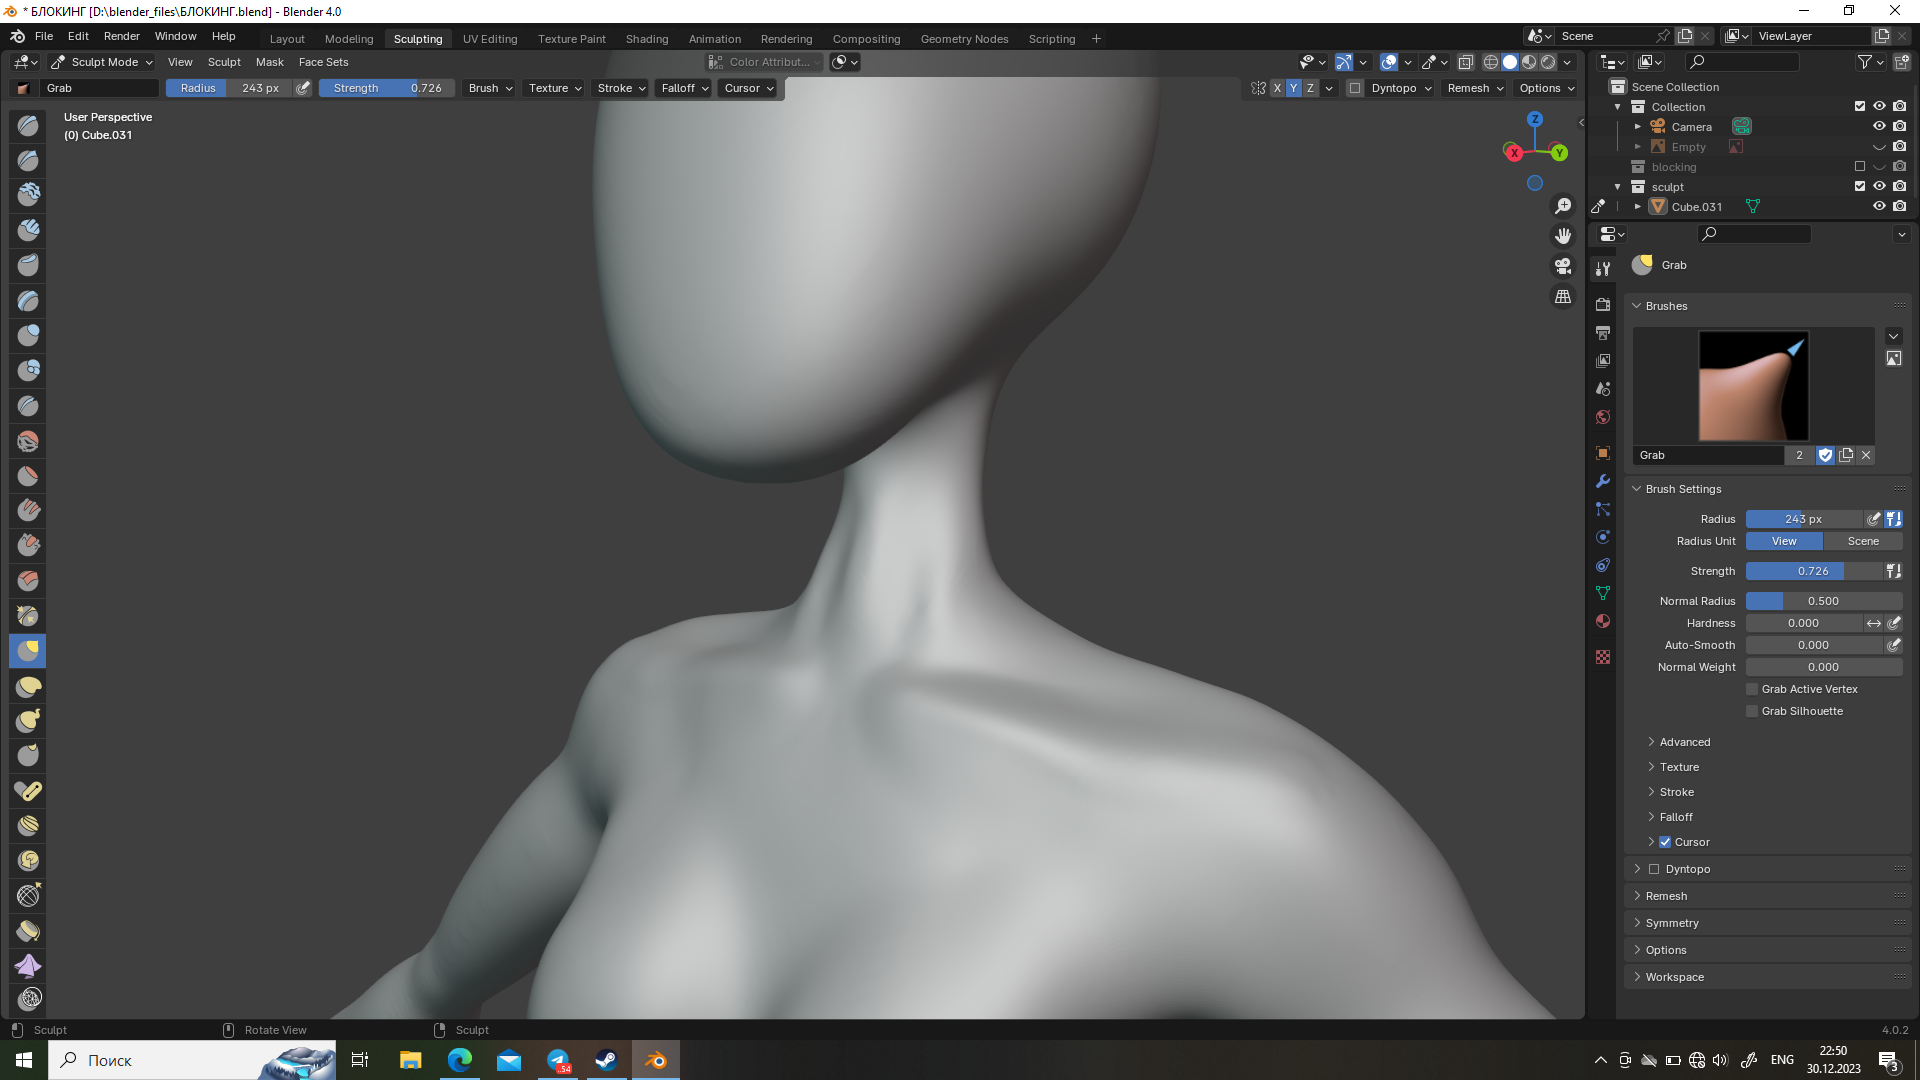 * БЛОКИНГ [D:\blender_files\БЛОКИНГ.blend] - Blender 4.0
File Edit Render Window Help Layout Modeling Sculpting UV Editing Texture Paint Shading Animation Rendering Compositing Geometry Nodes Scripting + Scene ViewLayer
Sculpt Mode View Sculpt Mask Face Sets Color Attribut...
Grab Radius 243 px Strength 0.726 Brush Texture Stroke Falloff Cursor X Y Z Dyntopo Remesh Options
User Perspective
(0) Cube.031
Z
X Y
Scene Collection
Collection
Camera
Empty
blocking
sculpt
Cube.031
Grab
Brushes
Grab 2
Brush Settings
Radius 243 px
Radius Unit View Scene
Strength 0.726
Normal Radius 0.500
Hardness 0.000
Auto-Smooth 0.000
Normal Weight 0.000
Grab Active Vertex
Grab Silhouette
Advanced
Texture
Stroke
Falloff
Cursor
Dyntopo
Remesh
Symmetry
Options
Workspace
Sculpt Rotate View Sculpt 4.0.2
Поиск 54 ENG 22:50
30.12.2023 3